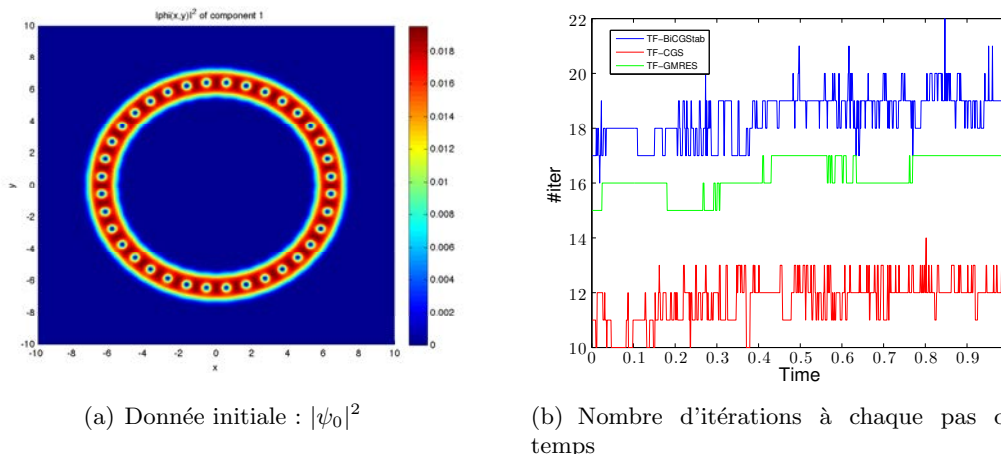 |phi(x,y)|² of component 1
10
8
6
4
2
0
-2
-4
-6
-8
-10
y
-10 -8 -6 -4 -2 0 2 4 6 8 10
x
0.018
0.016
0.014
0.012
0.01
0.008
0.006
0.004
0.002
0
(a) Donnée initiale : |ψ₀|²
22
20
18
16
14
12
10
#iter
TF-BiCGStab
TF-CGS
TF-GMRES
0 0.1 0.2 0.3 0.4 0.5 0.6 0.7 0.8 0.9
Time
(b) Nombre d'itérations à chaque pas
temps